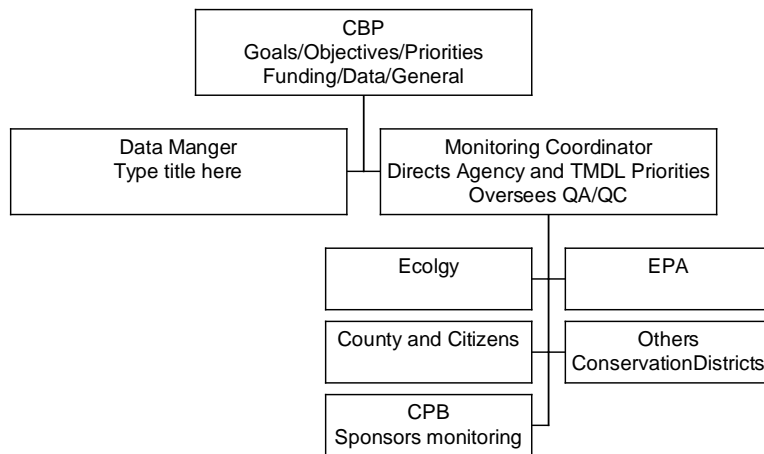 CBP
Goals/Objectives/Priorities
Funding/Data/General
Data Manger
Type title here
Monitoring Coordinator
Directs Agency and TMDL Priorities
Oversees QA/QC
Ecolgy
EPA
County and Citizens
Others
ConservationDistricts
CPB
Sponsors monitoring